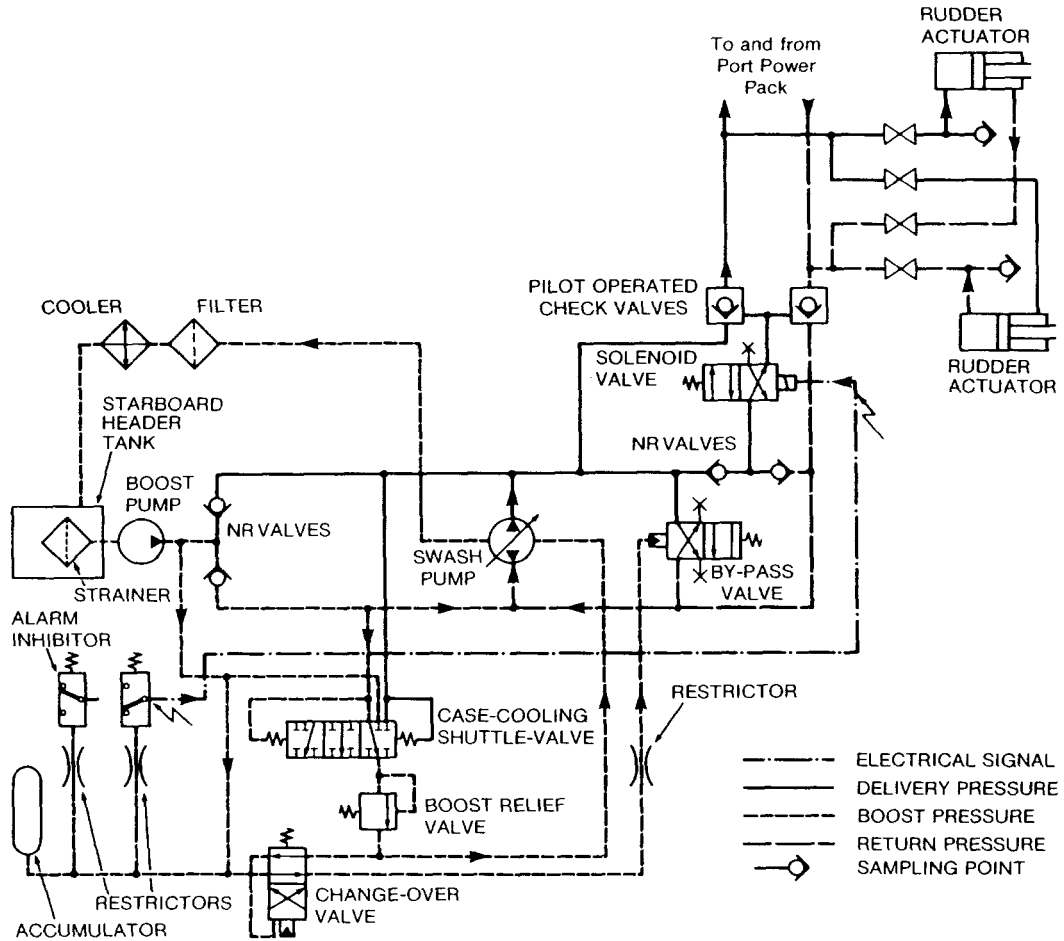 RUDDER
ACTUATOR
To and from
Port Power
Pack
PILOT OPERATED
CHECK VALVES
COOLER
FILTER
SOLENOID
VALVE
RUDDER
ACTUATOR
STARBOARD
HEADER
TANK
BOOST
PUMP
NR VALVES
NR VALVES
SWASH
PUMP
BY-PASS
VALVE
STRAINER
ALARM
INHIBITOR
RESTRICTOR
CASE-COOLING
SHUTTLE-VALVE
BOOST RELIEF
VALVE
ELECTRICAL SIGNAL
DELIVERY PRESSURE
BOOST PRESSURE
RETURN PRESSURE
SAMPLING POINT
RESTRICTORS
ACCUMULATOR
CHANGE-OVER
VALVE